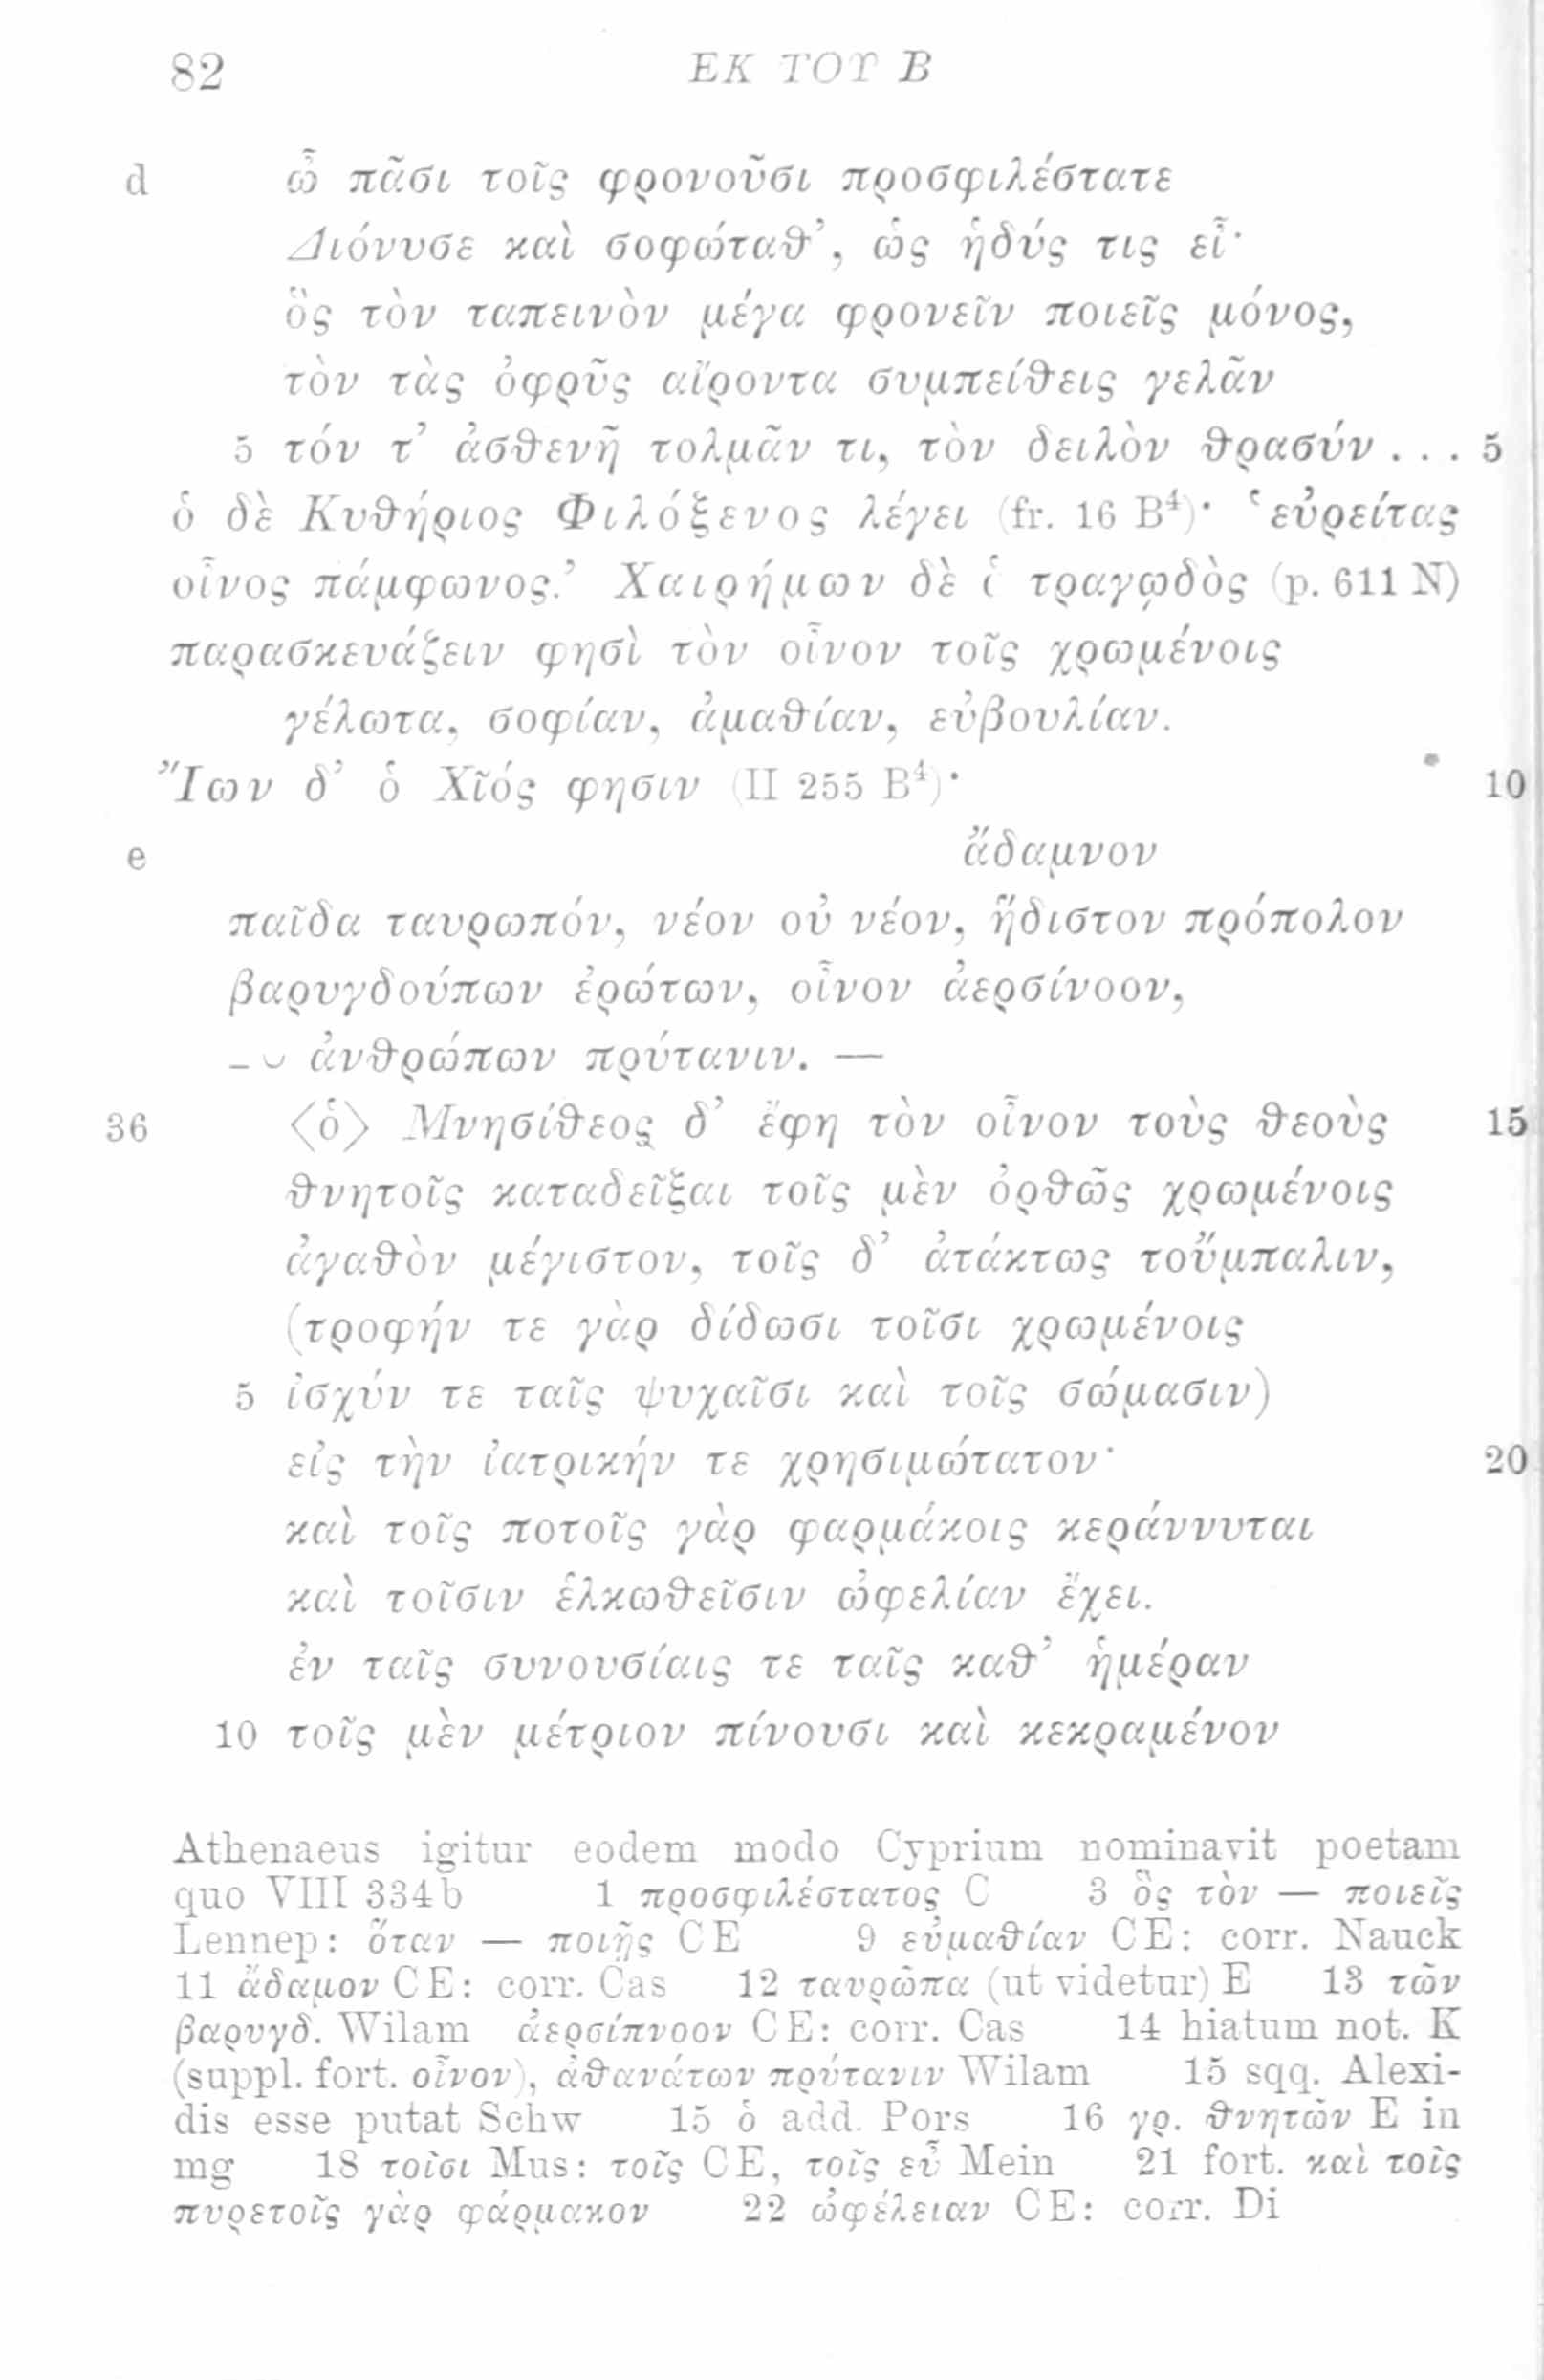 82 ΕΚ ΤΟΥ Β
d ὦ πᾶσι τοῖς φρονοῦσι προσφιλέστατε
Διόνυσε καὶ σοφώταθ’, ὡς ἡδύς τις εἶ·
ὃς τὸν ταπεινὸν μέγα φρονεῖν ποιεῖς μόνος,
τὸν τὰς ὀφρῦς αἴροντα συμπείθεις γελᾶν
5 τόν τ’ ἀσθενῆ τολμᾶν τι, τὸν δειλὸν θρασύν . . . 5
ὁ δὲ Κυθήριος Φιλόξενος λέγει (fr. 16 B⁴)· ‘εὐρείτας
οἶνος πάμφωνος.’ Χαιρήμων δὲ ὁ τραγῳδὸς (p. 611 N)
παρασκευάζειν φησὶ τὸν οἶνον τοῖς χρωμένοις
γέλωτα, σοφίαν, ἀμαθίαν, εὐβουλίαν.
Ἴων δ’ ὁ Χῖός φησιν (II 255 B⁴)· 10
e ἄδαμνον
παῖδα ταυρωπόν, νέον οὐ νέον, ἥδιστον πρόπολον
βαρυγδούπων ἐρώτων, οἶνον ἀερσίνοον,
– ⏑ ἀνθρώπων πρύτανιν. —
36 〈ὁ〉 Μνησίθεος δ’ ἔφη τὸν οἶνον τοὺς θεοὺς 15
θνητοῖς καταδεῖξαι τοῖς μὲν ὀρθῶς χρωμένοις
ἀγαθὸν μέγιστον, τοῖς δ’ ἀτάκτως τοὔμπαλιν,
(τροφήν τε γὰρ δίδωσι τοῖσι χρωμένοις
5 ἰσχύν τε ταῖς ψυχαῖσι καὶ τοῖς σώμασιν)
εἰς τὴν ἰατρικήν τε χρησιμώτατον· 20
καὶ τοῖς ποτοῖς γὰρ φαρμάκοις κεράννυται
καὶ τοῖσιν ἑλκωθεῖσιν ὠφελίαν ἔχει.
ἐν ταῖς συνουσίαις τε ταῖς καθ’ ἡμέραν
10 τοῖς μὲν μέτριον πίνουσι καὶ κεκραμένον
Athenaeus igitur eodem modo Cyprium nominavit poetam
quo VIII 334b 1 προσφιλέστατος C 3 ὃς τὸν — ποιεῖς
Lennep: ὅταν — ποιῇς CE 9 εὐμαθίαν CE: corr. Nauck
11 ἄδαμον CE: corr. Cas 12 ταυρῶπα (ut videtur) E 13 τῶν
βαρυγδ. Wilam ἀερσίπνοον CE: corr. Cas 14 hiatum not. K
(suppl. fort. οἶνον), ἀθανάτων πρύτανιν Wilam 15 sqq. Alexi-
dis esse putat Schw 15 ὁ add. Pors 16 γρ. θνητῶν E in
mg 18 τοῖσι Mus: τοῖς CE, τοῖς εὖ Mein 21 fort. καὶ τοῖς
πυρετοῖς γὰρ φάρμακον 22 ὠφέλειαν CE: corr. Di